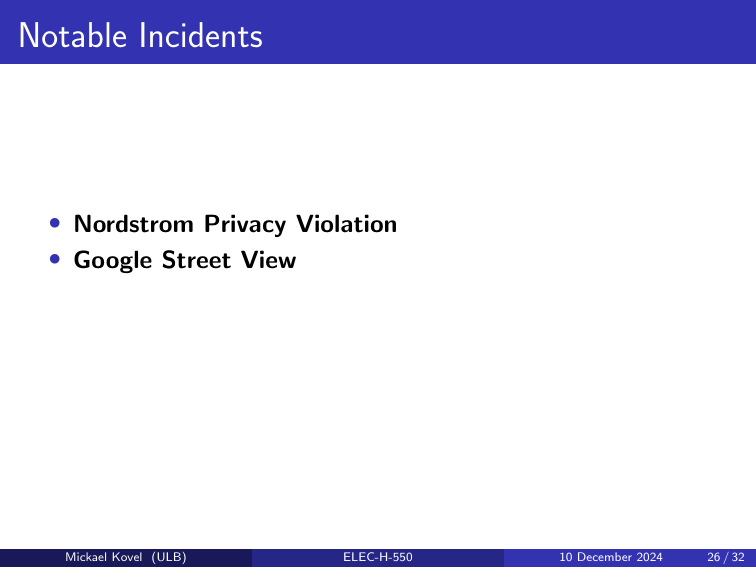 Notable Incidents
• Nordstrom Privacy Violation
• Google Street View
Mickael Kovel (ULB) ELEC-H-550 10 December 2024 26 / 32